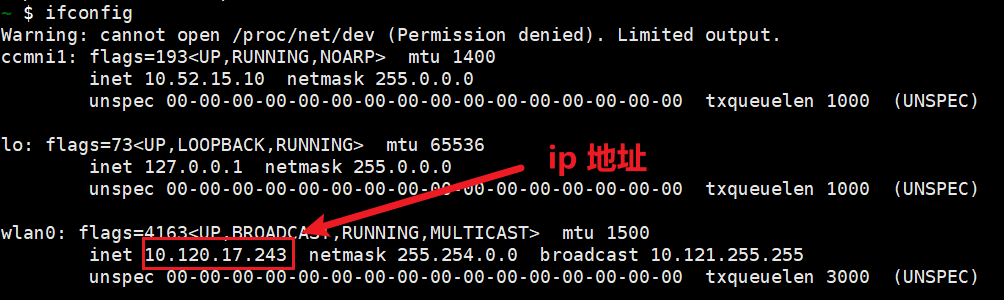 ~ $ ifconfig
Warning: cannot open /proc/net/dev (Permission denied). Limited output.
ccmni1: flags=193<UP,RUNNING,NOARP>  mtu 1400
        inet 10.52.15.10  netmask 255.0.0.0
        unspec 00-00-00-00-00-00-00-00-00-00-00-00-00-00-00-00  txqueuelen 1000  (UNSPEC)
lo: flags=73<UP,LOOPBACK,RUNNING>  mtu 65536
ip 地址
        inet 127.0.0.1  netmask 255.0.0.0
        unspec 00-00-00-00-00-00-00-00-00-00-00-00-00-00-00-00  txqueuelen 1000  (UNSPEC)
wlan0: flags=4163<UP,BROADCAST,RUNNING,MULTICAST>  mtu 1500
        inet 10.120.17.243  netmask 255.254.0.0  broadcast 10.121.255.255
        unspec 00-00-00-00-00-00-00-00-00-00-00-00-00-00-00-00  txqueuelen 3000  (UNSPEC)